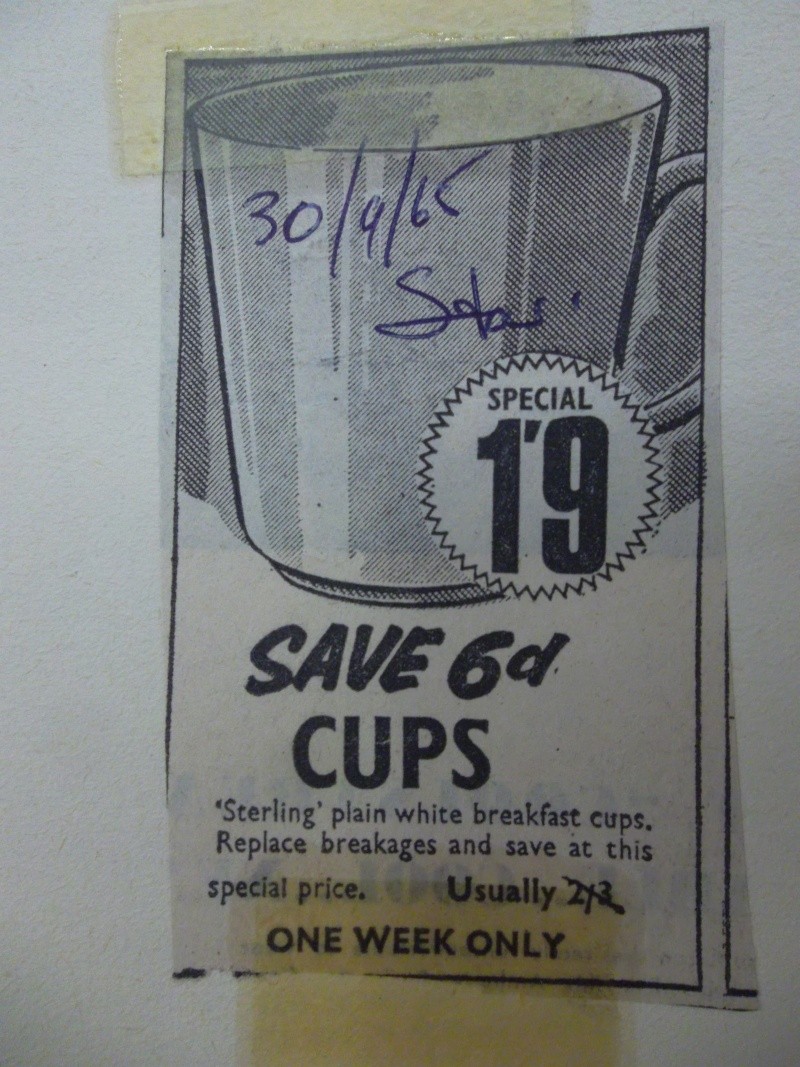 30/9/65
SPECIAL
1'9
SAVE 6d.
CUPS
'Sterling' plain white breakfast cups.
Replace breakages and save at this
special price. Usually 2/3
ONE WEEK ONLY